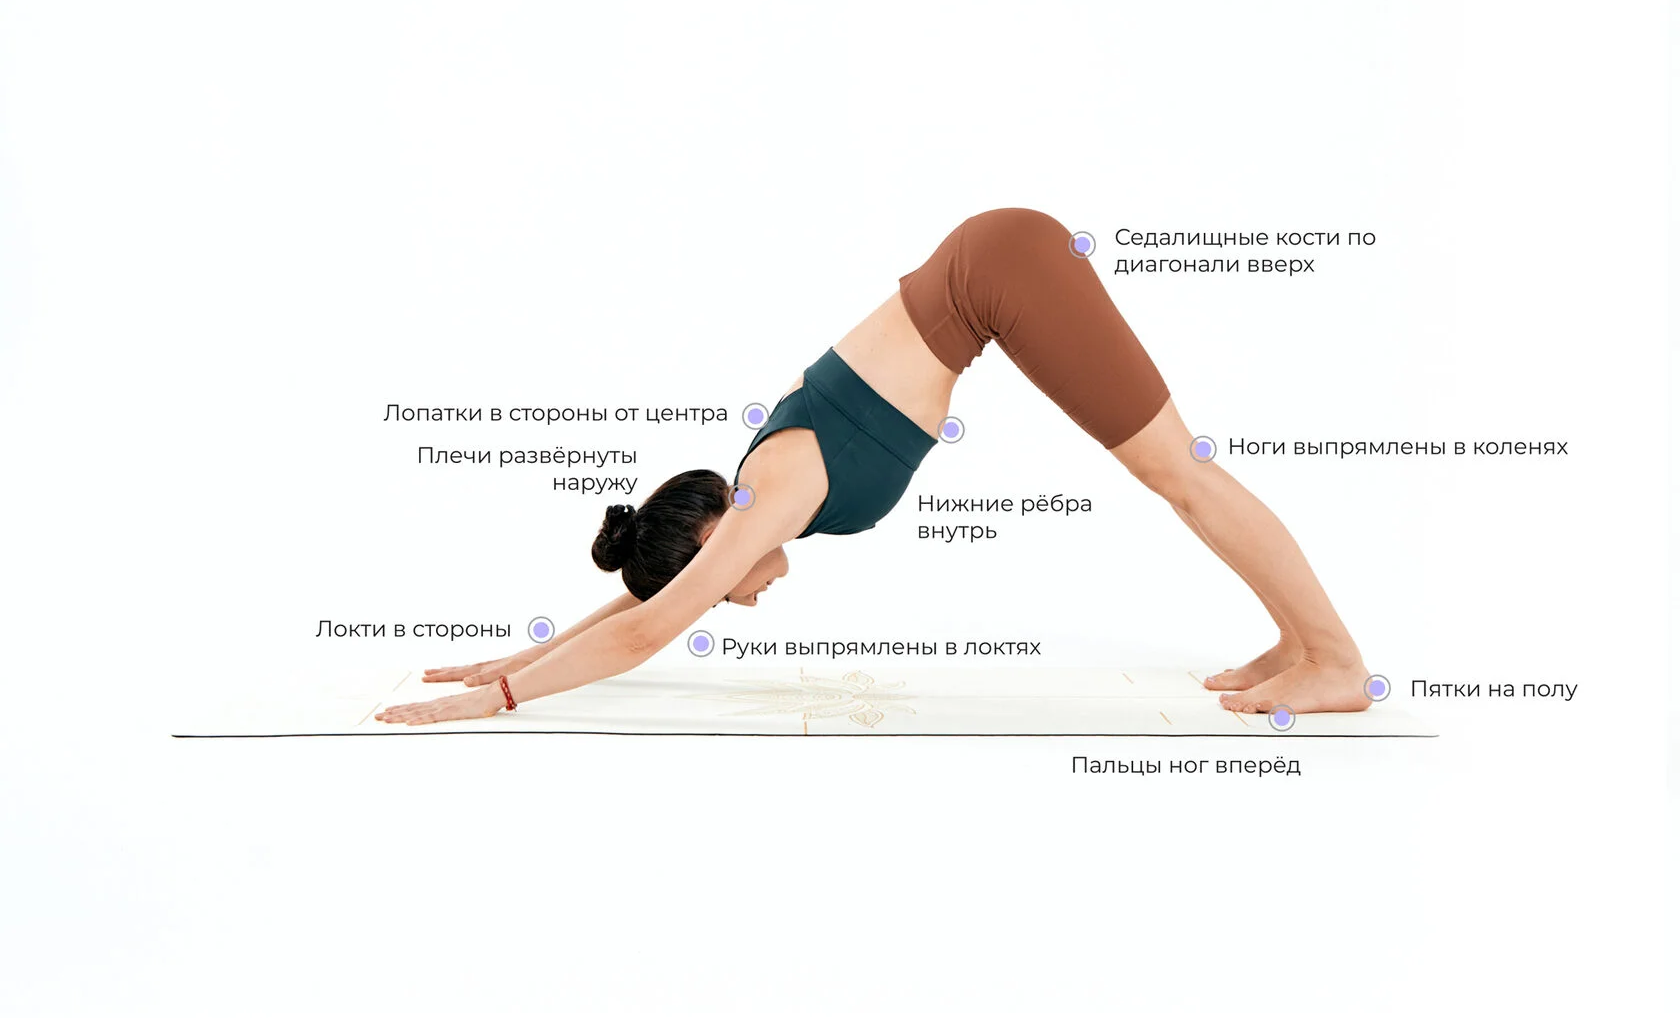 Седалищные кости по
диагонали вверх
Лопатки в стороны от центра
Плечи развёрнуты
наружу
Ноги выпрямлены в коленях
Нижние рёбра
внутрь
Локти в стороны
Руки выпрямлены в локтях
Пятки на полу
Пальцы ног вперёд